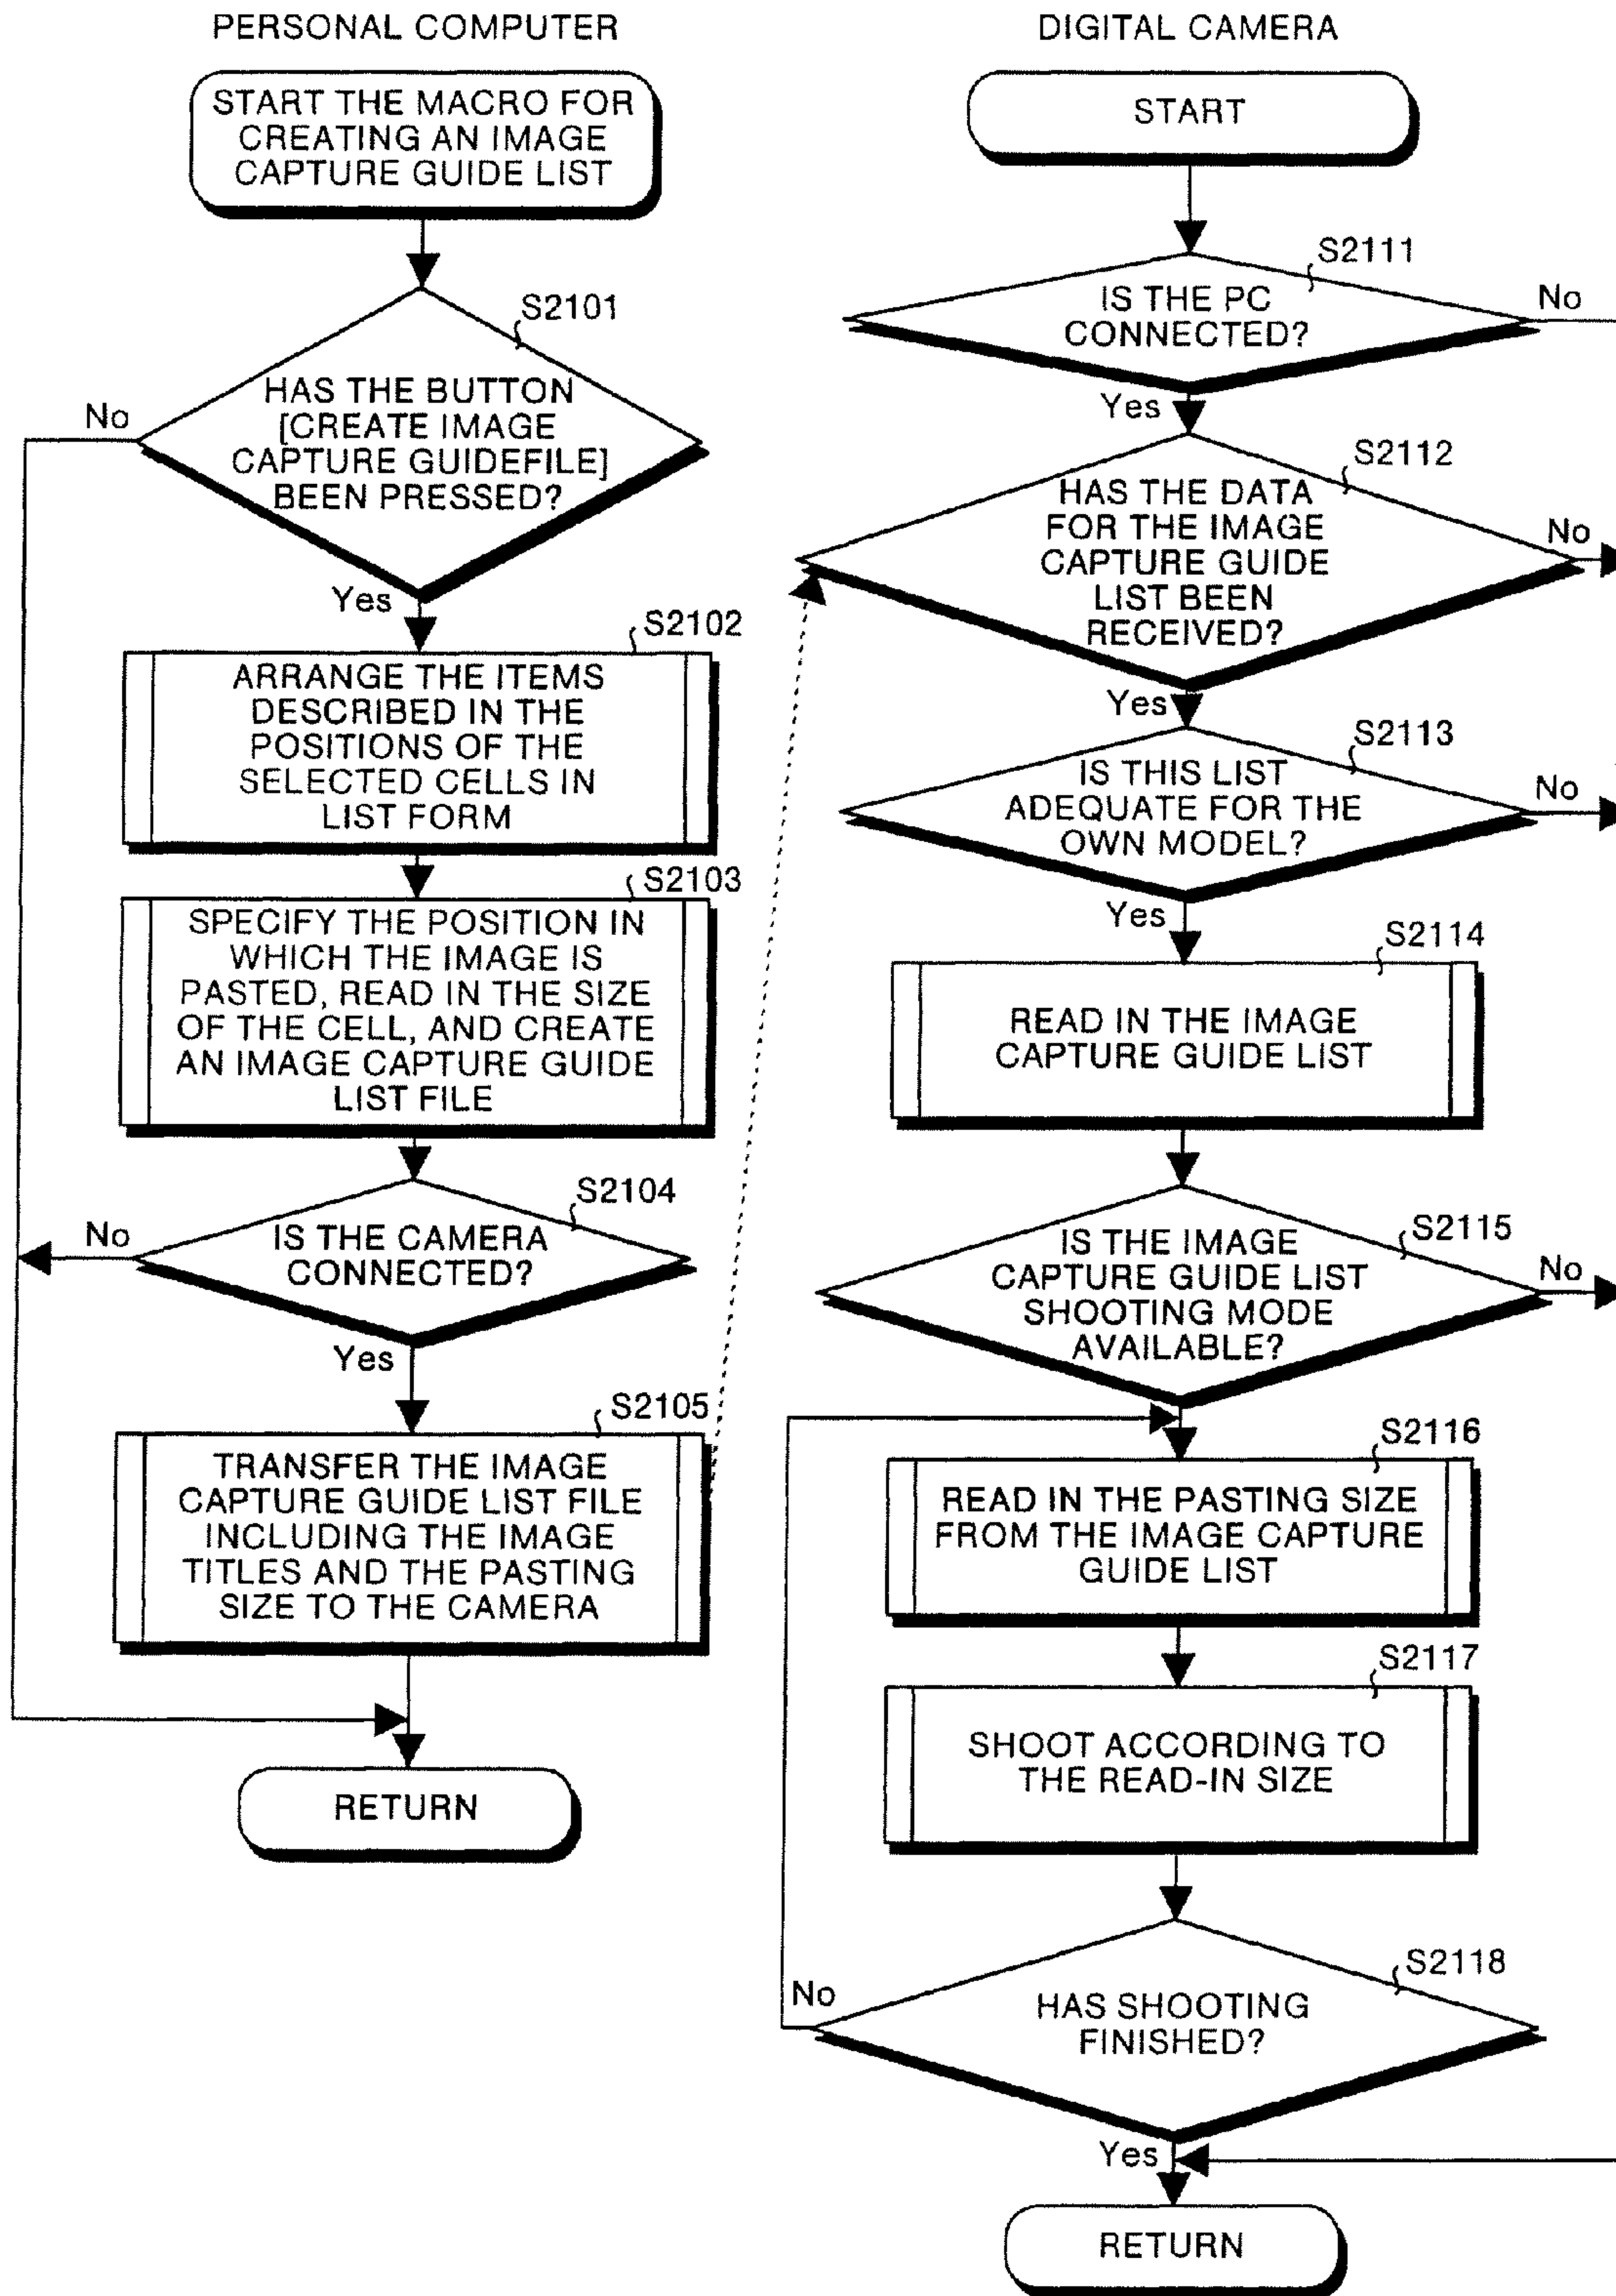 PERSONAL COMPUTER
START THE MACRO FOR
CREATING AN IMAGE
CAPTURE GUIDE LIST
S2101
HAS THE BUTTON
[CREATE IMAGE
CAPTURE GUIDEFILE]
BEEN PRESSED?
No
Yes
S2102
ARRANGE THE ITEMS
DESCRIBED IN THE
POSITIONS OF THE
SELECTED CELLS IN
LIST FORM
S2103
SPECIFY THE POSITION IN
WHICH THE IMAGE IS
PASTED, READ IN THE SIZE
OF THE CELL, AND CREATE
AN IMAGE CAPTURE GUIDE
LIST FILE
S2104
No
IS THE CAMERA
CONNECTED?
Yes
S2105
TRANSFER THE IMAGE
CAPTURE GUIDE LIST FILE
INCLUDING THE IMAGE
TITLES AND THE PASTING
SIZE TO THE CAMERA
RETURN
DIGITAL CAMERA
START
S2111
IS THE PC
CONNECTED?
No
Yes
S2112
HAS THE DATA
FOR THE IMAGE
CAPTURE GUIDE
LIST BEEN
RECEIVED?
No
Yes
S2113
IS THIS LIST
ADEQUATE FOR THE
OWN MODEL?
No
Yes
S2114
READ IN THE IMAGE
CAPTURE GUIDE LIST
S2115
IS THE IMAGE
CAPTURE GUIDE LIST
SHOOTING MODE
AVAILABLE?
No
S2116
READ IN THE PASTING SIZE
FROM THE IMAGE CAPTURE
GUIDE LIST
S2117
SHOOT ACCORDING TO
THE READ-IN SIZE
S2118
No
HAS SHOOTING
FINISHED?
Yes
RETURN